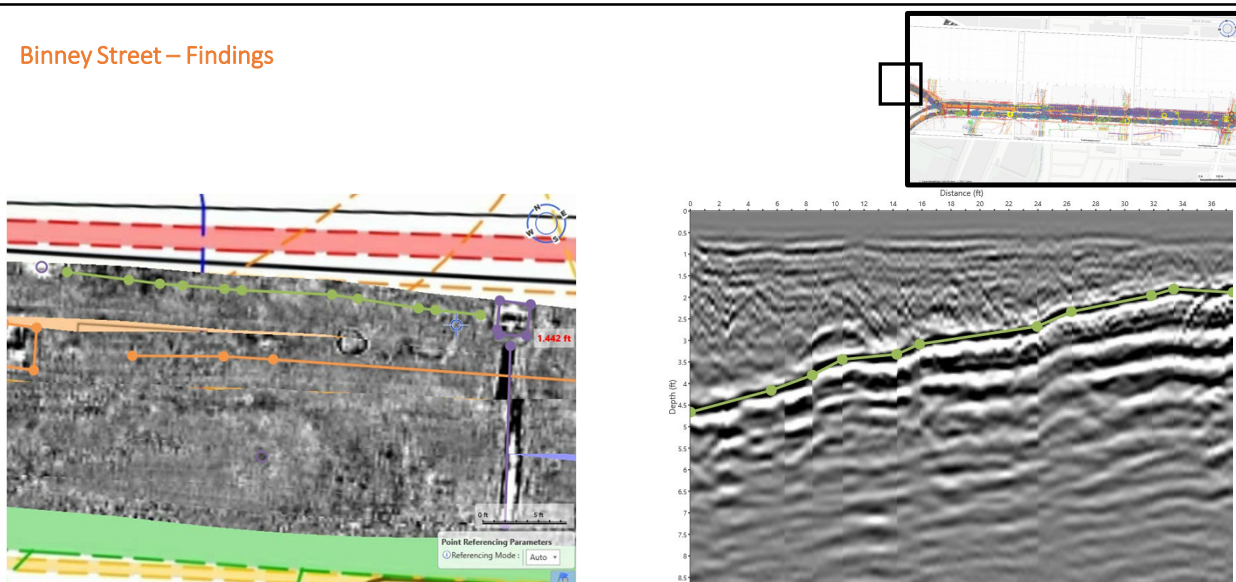 Binney Street – Findings
N
E
S
W
1.442 ft
0 ft
5 ft
Point Referencing Parameters
Referencing Mode : Auto
Distance (ft)
0 2 4 6 8 10 12 14 16 18 20 22 24 26 28 30 32 34 36
Depth (ft)
0
0.5
1
1.5
2
2.5
3
3.5
4
4.5
5
5.5
6
6.5
7
7.5
8
8.5